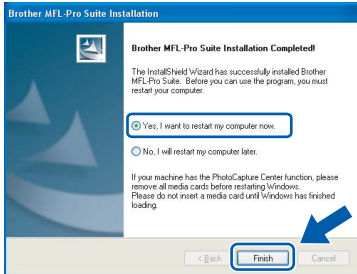 Brother MFL-Pro Suite Installation
Brother MFL-Pro Suite Installation Completed!
The InstallShield Wizard has successfully installed Brother
MFL-Pro Suite. Before you can use the program, you must
restart your computer.
Yes, I want to restart my computer now.
No, I will restart my computer later.
If your machine has the PhotoCapture Center function, please
remove all media cards before restarting Windows.
Please do not insert a media card until Windows has finished
loading.
< Back Finish Cancel